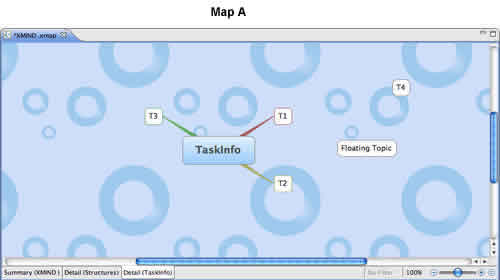 Map A
*XMIND .xmap
T4
T3
T1
TaskInfo
Floating Topic
T2
Summary (XMIND )
Detail (Structures)
Detail (TaskInfo)
No Filter
100%